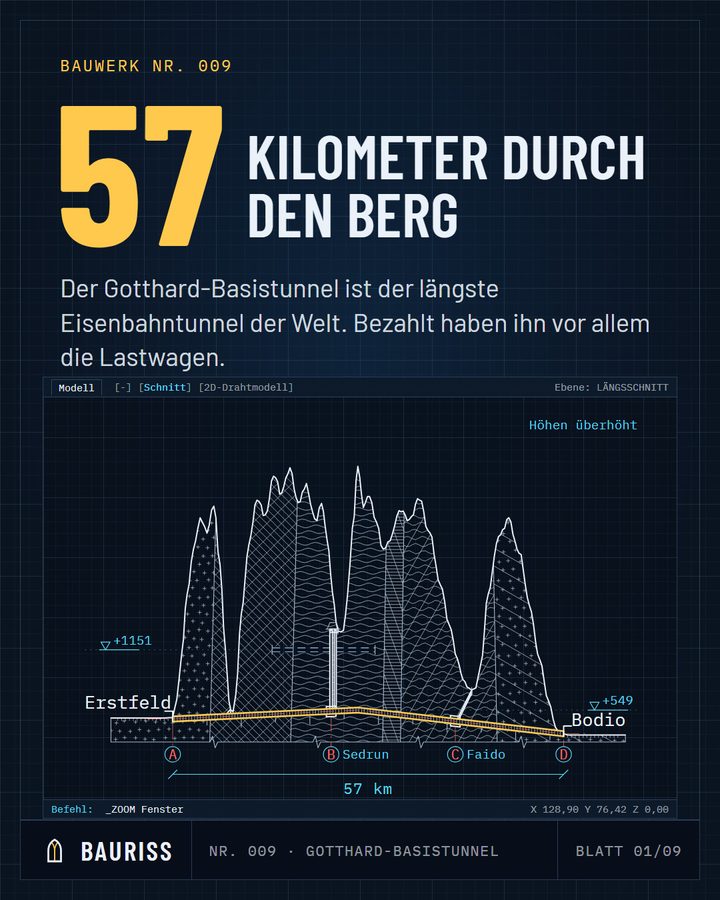 BAUWERK NR. 009
57 KILOMETER DURCH
DEN BERG
Der Gotthard-Basistunnel ist der längste
Eisenbahntunnel der Welt. Bezahlt haben ihn vor allem
die Lastwagen.
Modell [-] [Schnitt] [2D-Drahtmodell] Ebene: LÄNGSSCHNITT
Höhen überhöht
+1151
Erstfeld
+549
Bodio
A B Sedrun C Faido D
57 km
Befehl: _ZOOM Fenster X 128,90 Y 76,42 Z 0,00
BAURISS NR. 009 · GOTTHARD-BASISTUNNEL BLATT 01/09